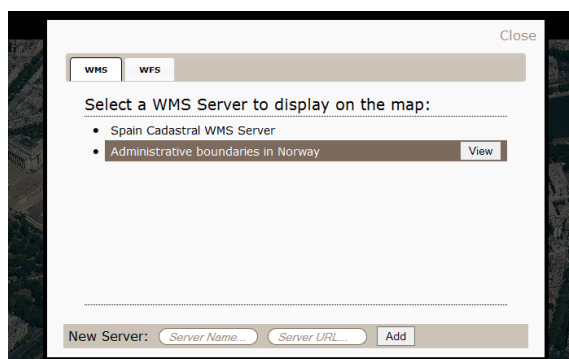 Close
WMS WFS
Select a WMS Server to display on the map:
Spain Cadastral WMS Server
Administrative boundaries in Norway View
New Server: Server Name... Server URL... Add